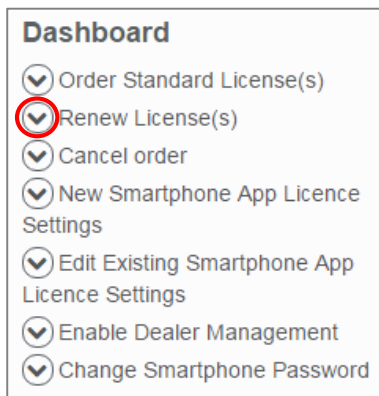 Dashboard
Order Standard License(s)
Renew License(s)
Cancel order
New Smartphone App Licence
Settings
Edit Existing Smartphone App
Licence Settings
Enable Dealer Management
Change Smartphone Password